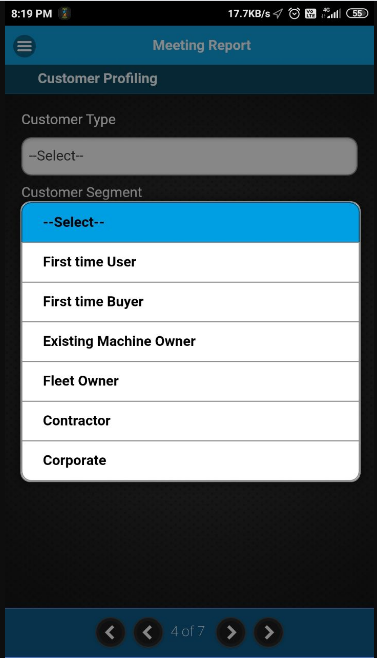 8:19 PM 17.7KB/s 4G 55
Meeting Report
Customer Profiling
Customer Type
--Select--
Customer Segment
--Select--
First time User
First time Buyer
Existing Machine Owner
Fleet Owner
Contractor
Corporate
4 of 7